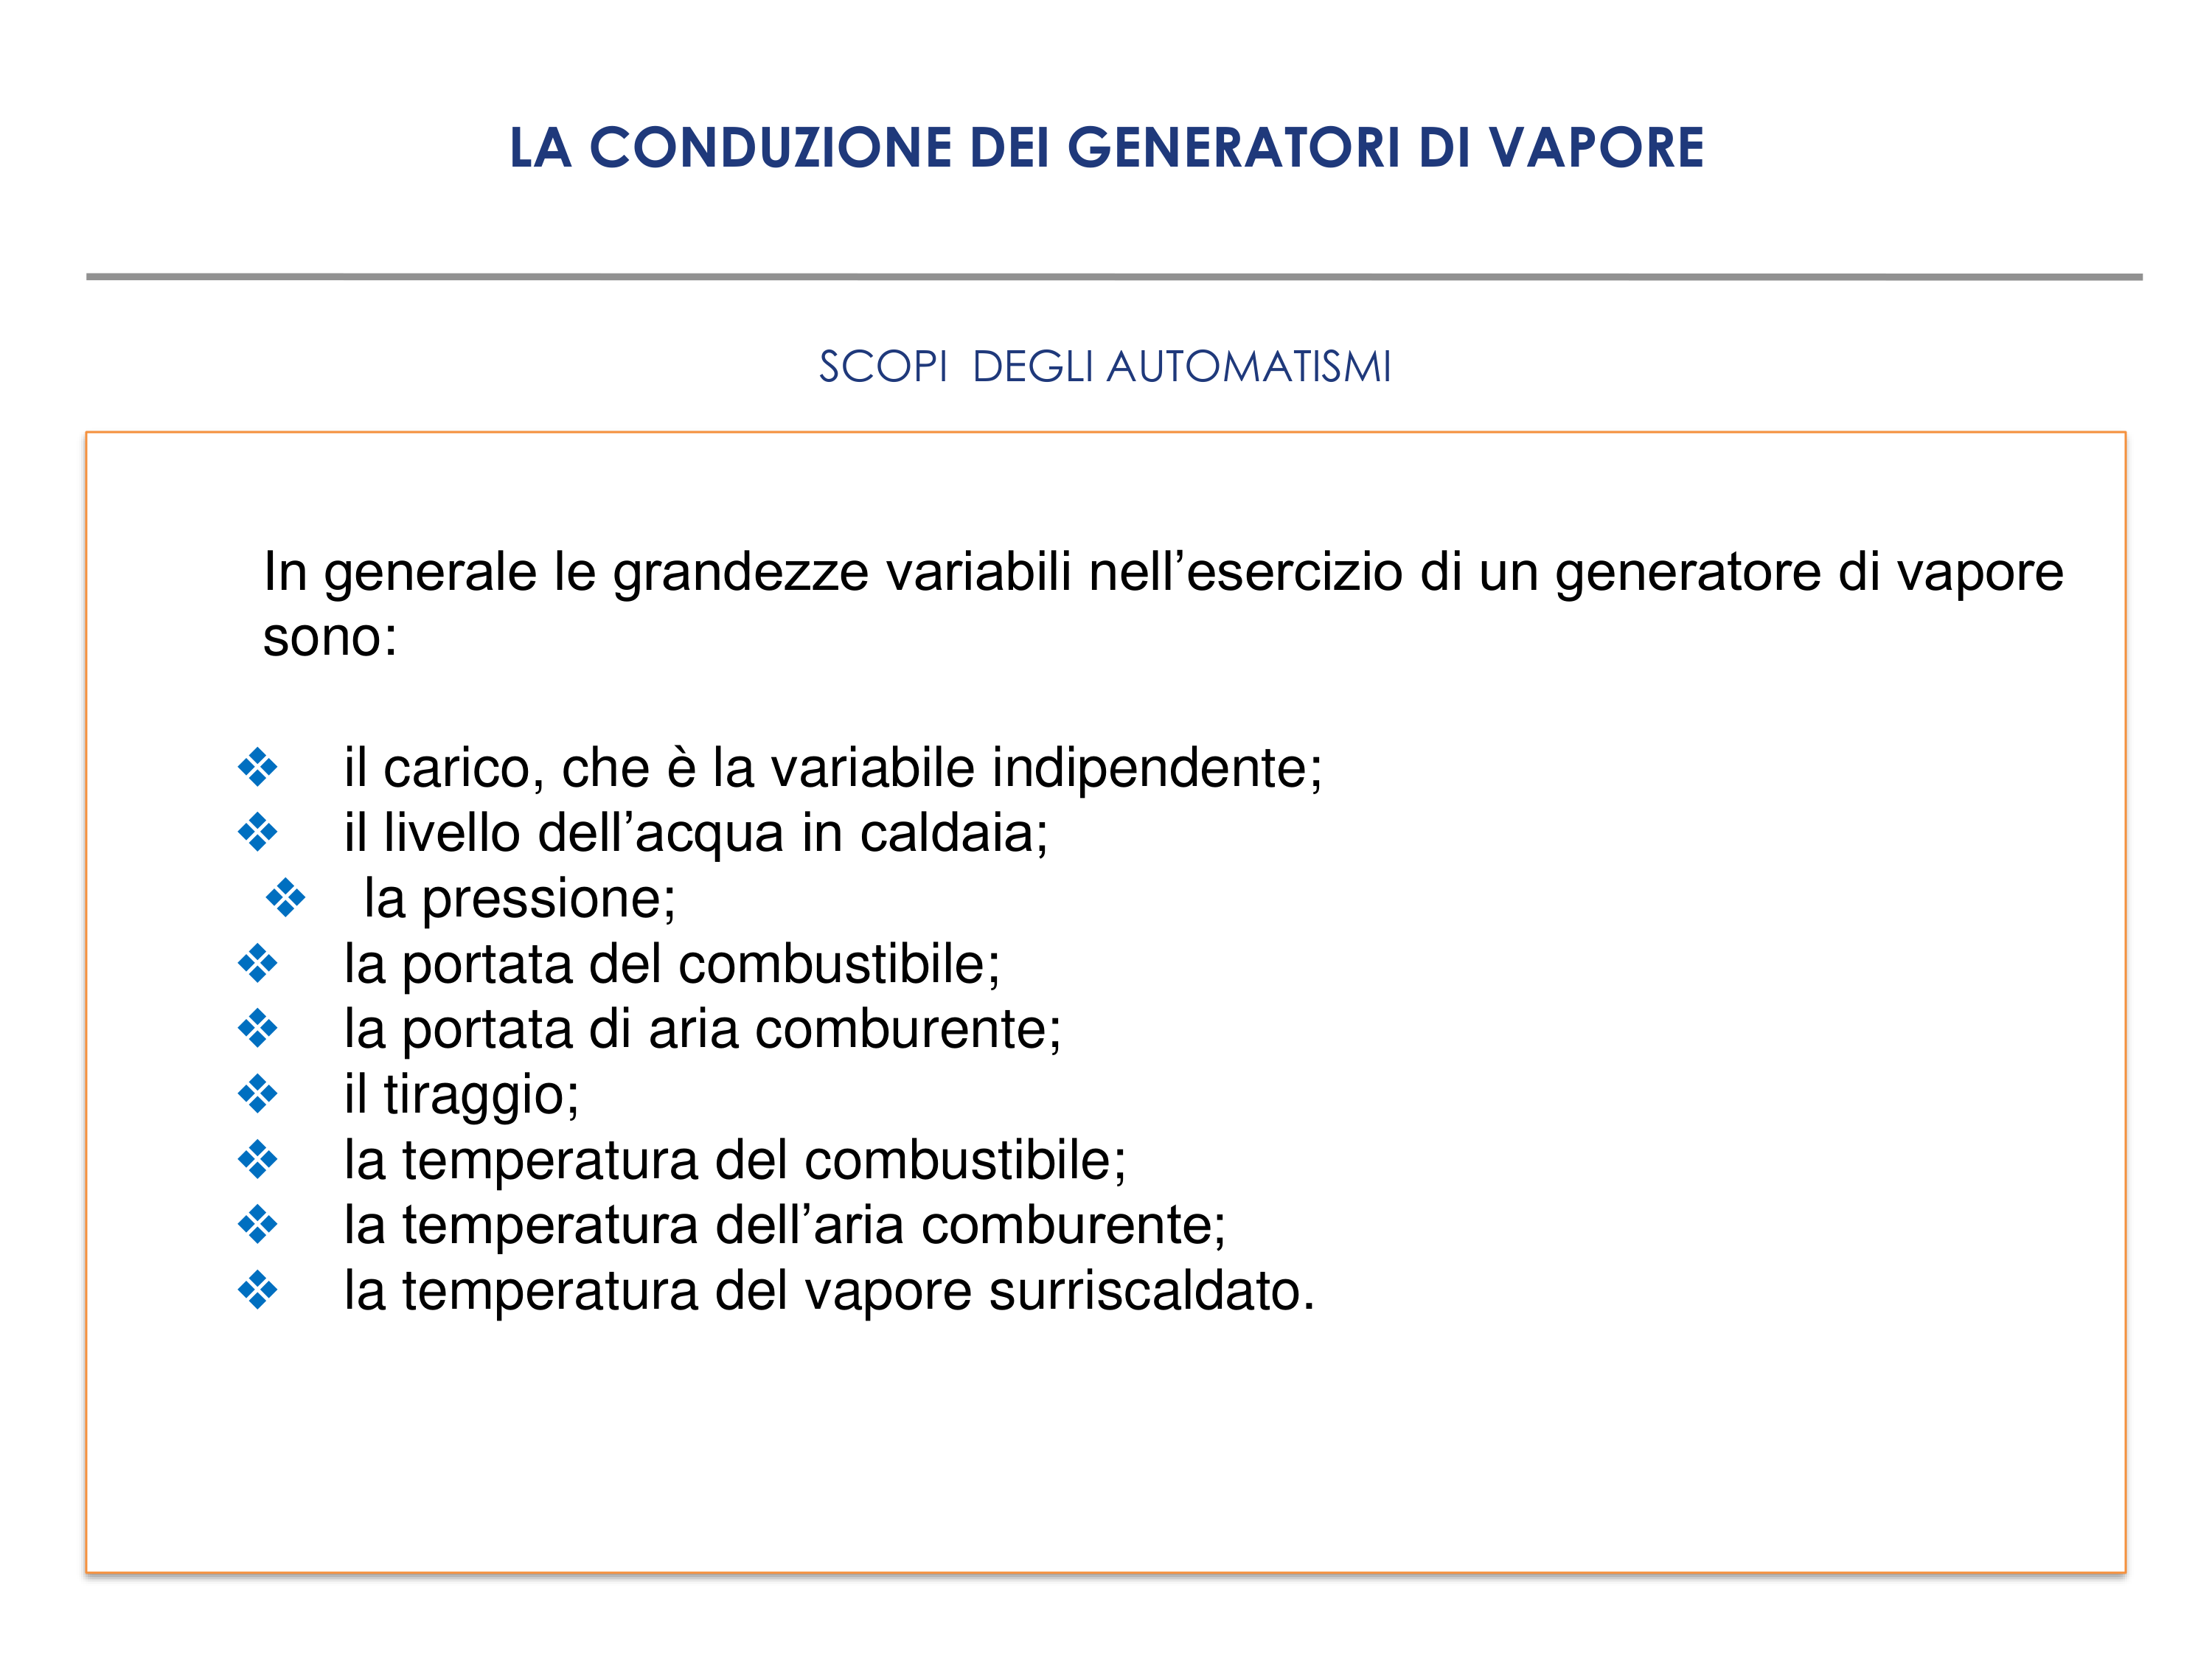 LA CONDUZIONE DEI GENERATORI DI VAPORE
SCOPI DEGLI AUTOMATISMI
In generale le grandezze variabili nell’esercizio di un generatore di vapore
sono:
❖ il carico, che è la variabile indipendente;
❖ il livello dell’acqua in caldaia;
❖ la pressione;
❖ la portata del combustibile;
❖ la portata di aria comburente;
❖ il tiraggio;
❖ la temperatura del combustibile;
❖ la temperatura dell’aria comburente;
❖ la temperatura del vapore surriscaldato.